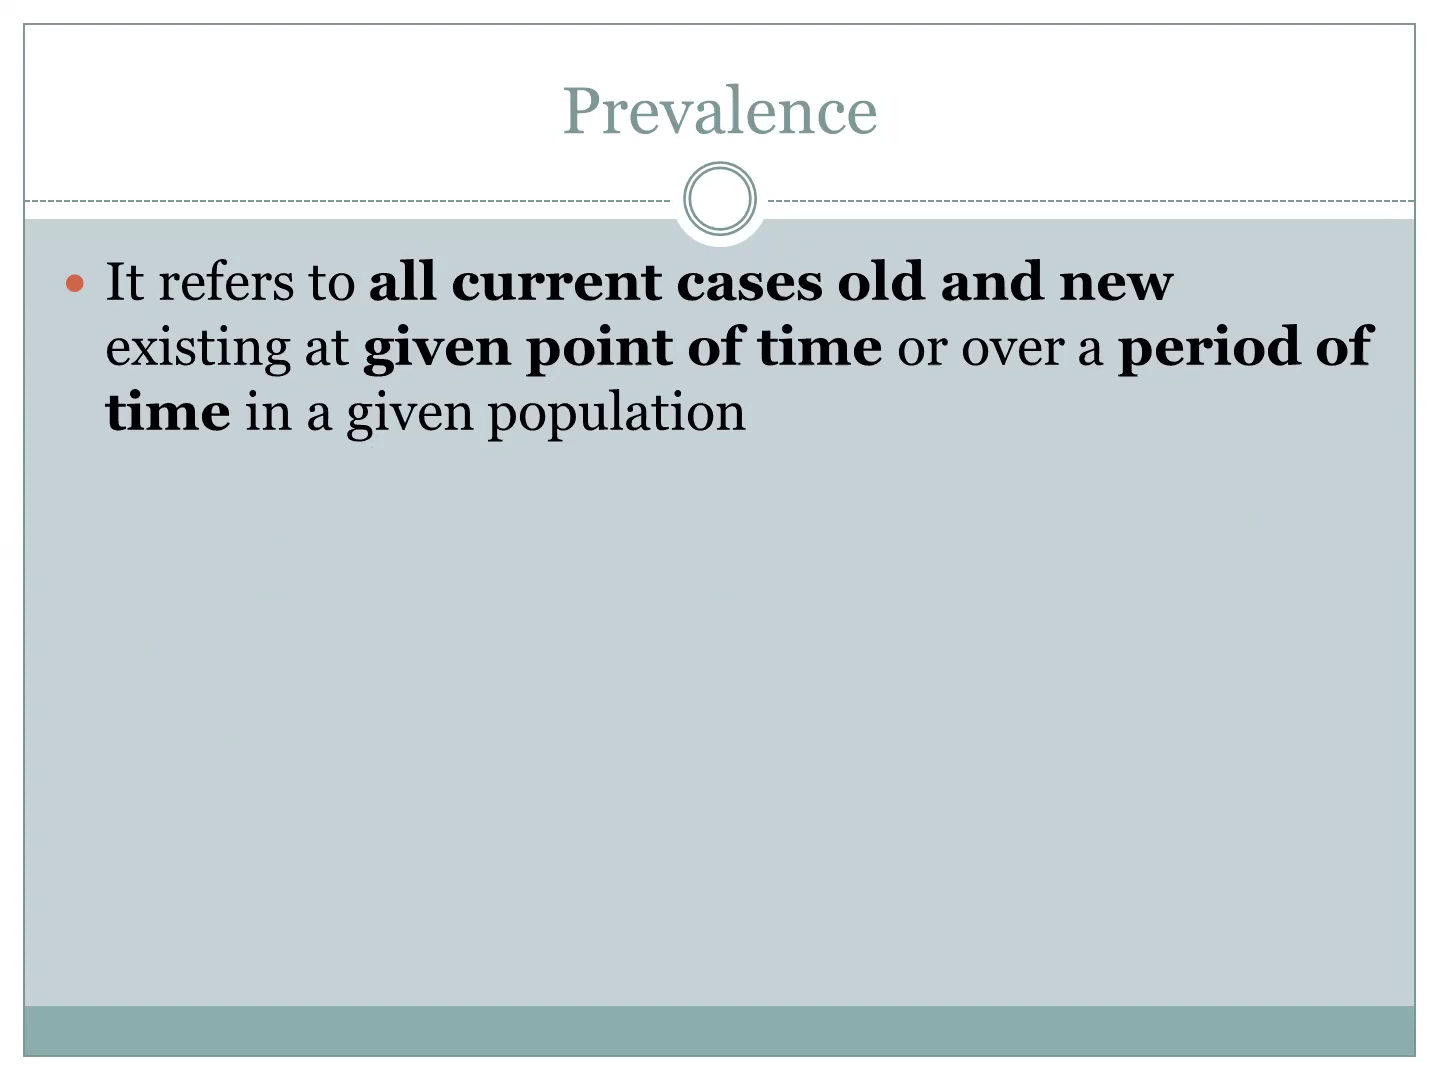 Prevalence
It refers to all current cases old and new
existing at given point of time or over a period of
time in a given population